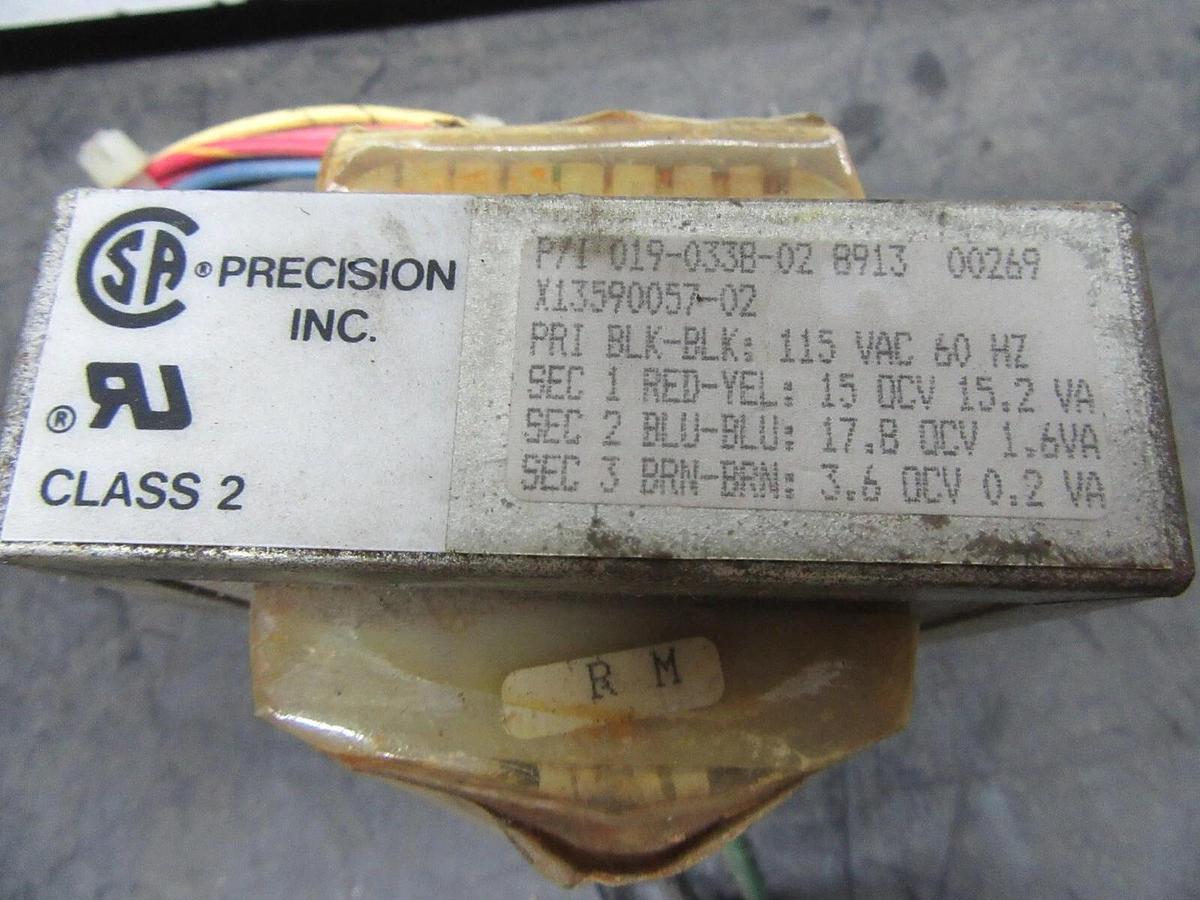 CSA ® PRECISION
INC.
® RU
CLASS 2
P/I 019-0338-02 8913 00269
X13590057-02
PRI BLK-BLK: 115 VAC 60 HZ
SEC 1 RED-YEL: 15 OCV 15.2 VA
SEC 2 BLU-BLU: 17.8 OCV 1.6VA
SEC 3 BRN-BRN: 3.6 OCV 0.2 VA
R M